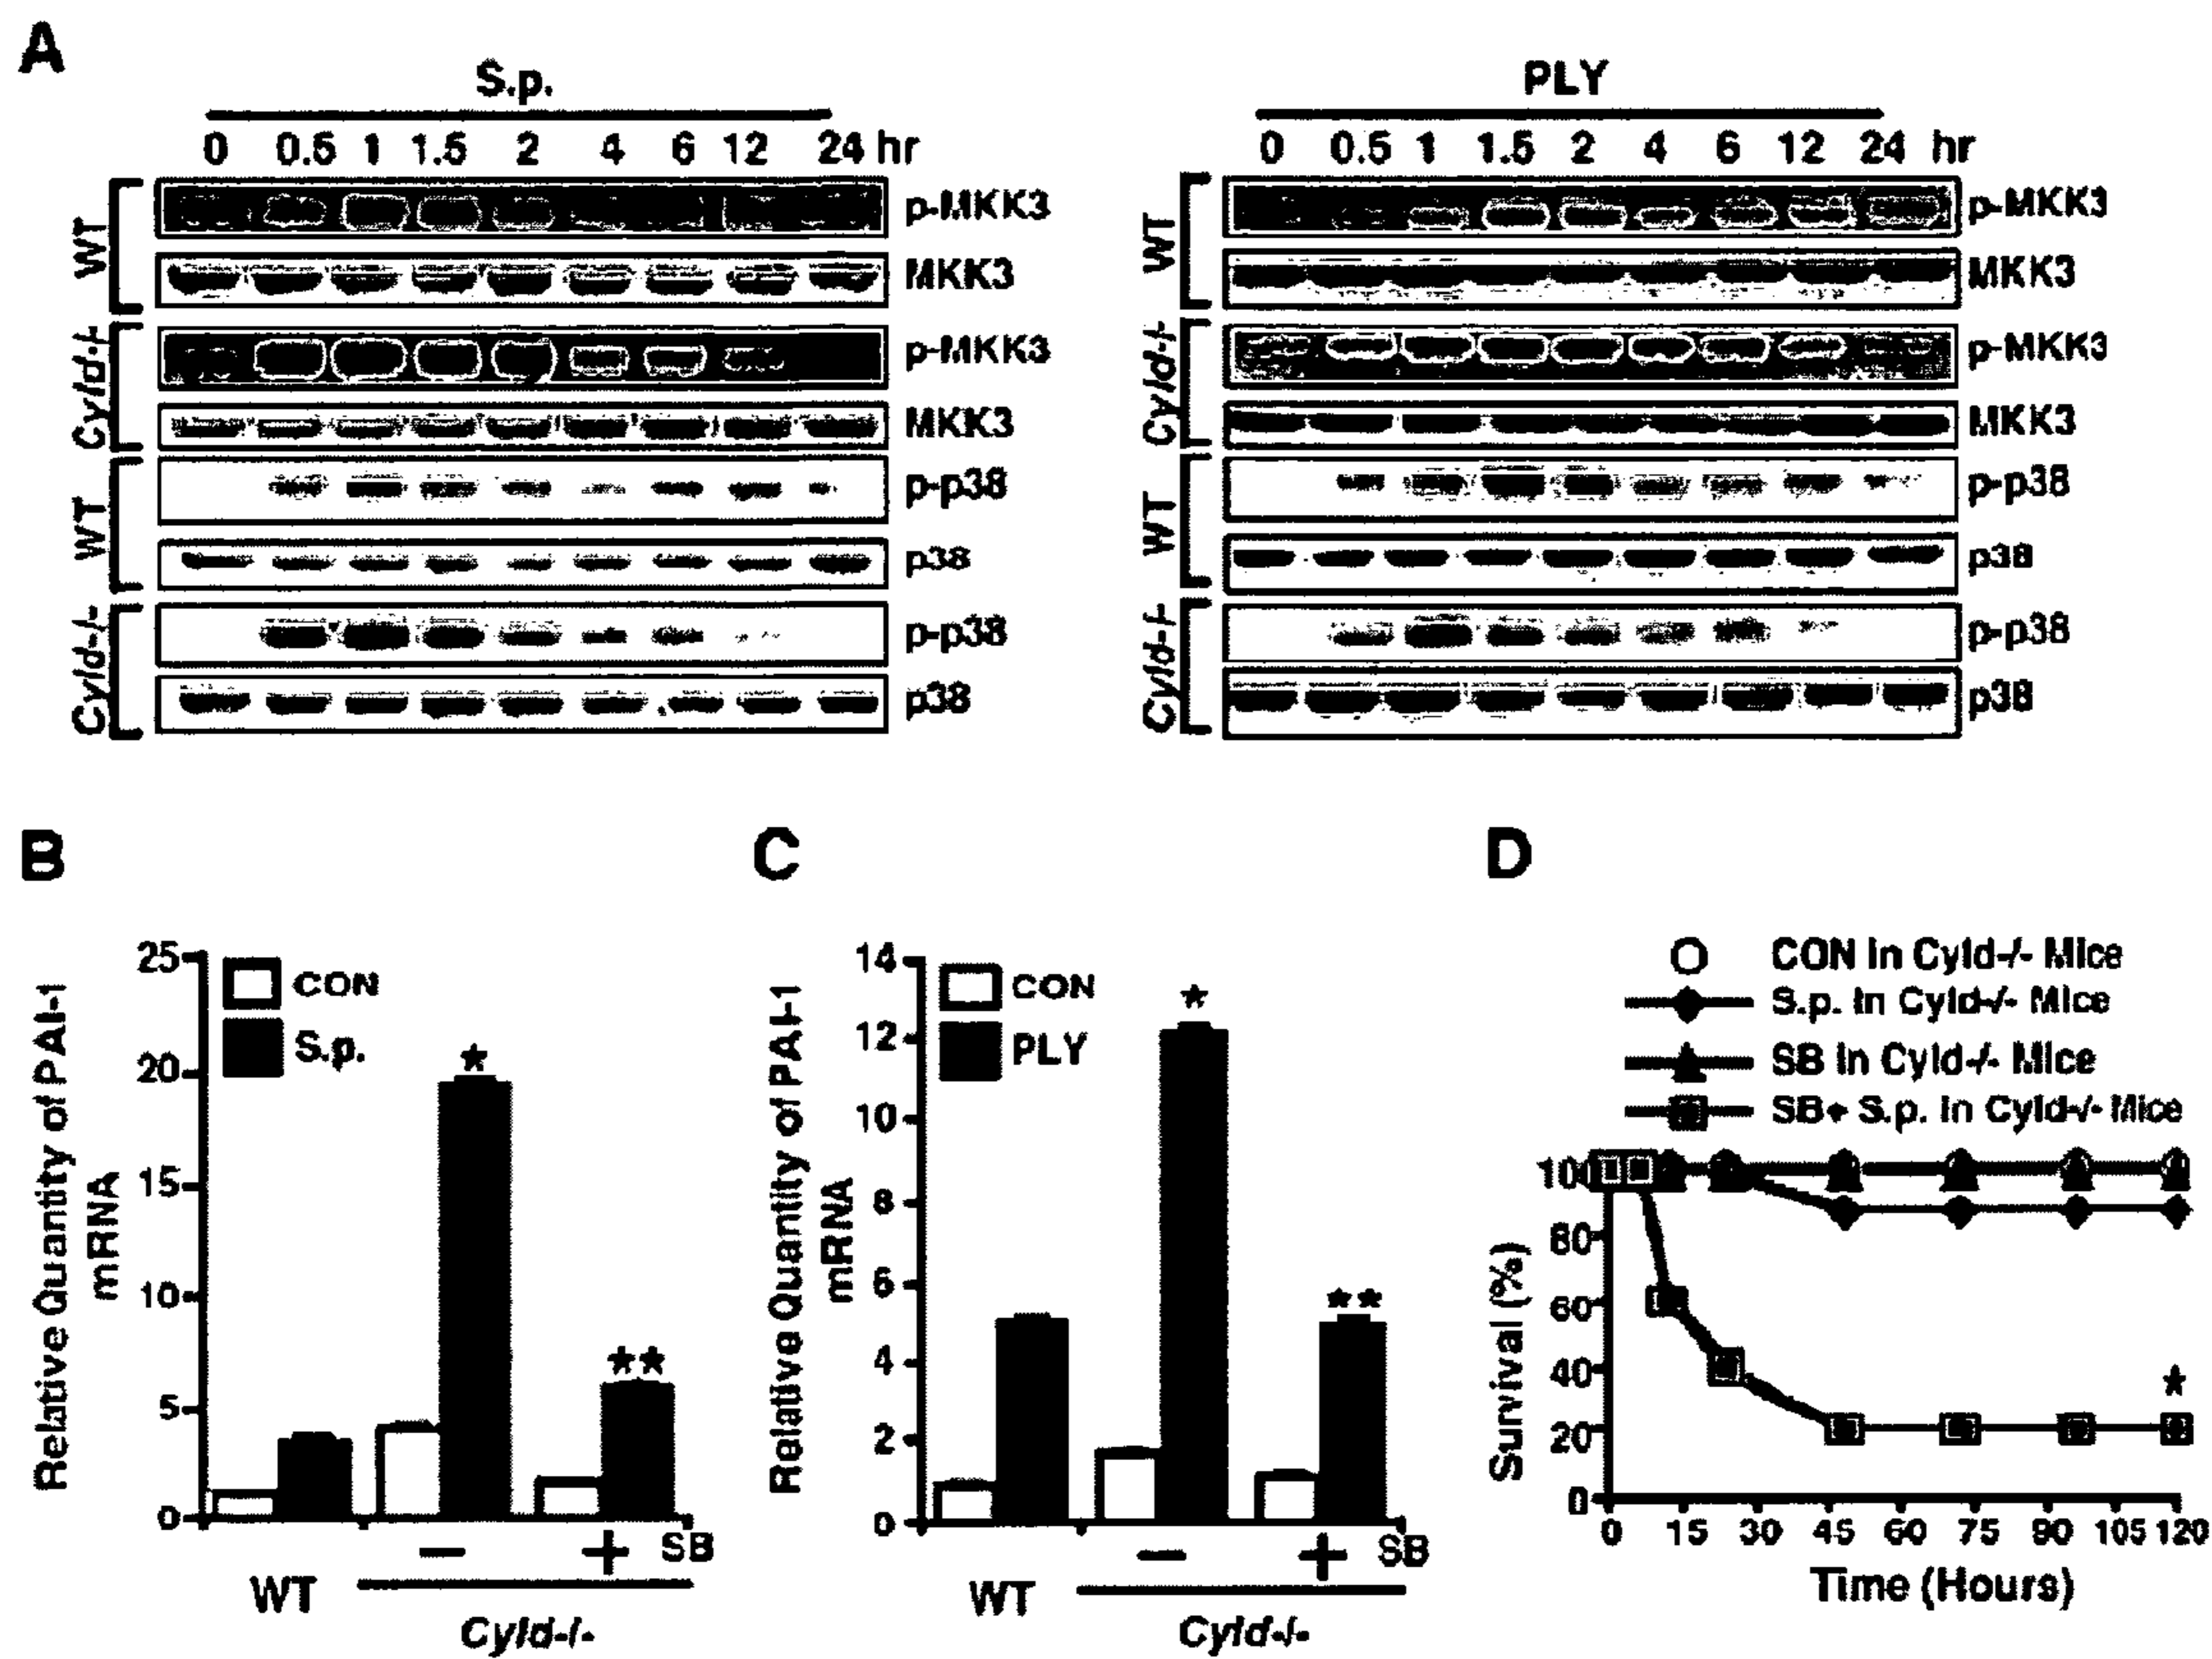 A
S.p.
0 0.5 1 1.5 2 4 6 12 24 hr
WT
p-MKK3
MKK3
Cyld-/-
p-MKK3
MKK3
WT
p-p38
p38
Cyld-/-
p-p38
p38
PLY
0 0.5 1 1.5 2 4 6 12 24 hr
WT
p-MKK3
MKK3
Cyld-/-
p-MKK3
MKK3
WT
p-p38
p38
Cyld-/-
p-p38
p38
B
Relative Quantity of PAI-1
mRNA
25
20
15
10
5
0
CON
S.p.
*
**
− + SB
WT
Cyld-/-
C
Relative Quantity of PAI-1
mRNA
14
12
10
8
6
4
2
0
CON
PLY
*
**
− + SB
WT
Cyld-/-
D
CON in Cyld-/- Mice
S.p. in Cyld-/- Mice
SB in Cyld-/- Mice
SB+ S.p. in Cyld-/- Mice
Survival (%)
100
80
60
40
20
0
*
0 15 30 45 60 75 90 105 120
Time (Hours)